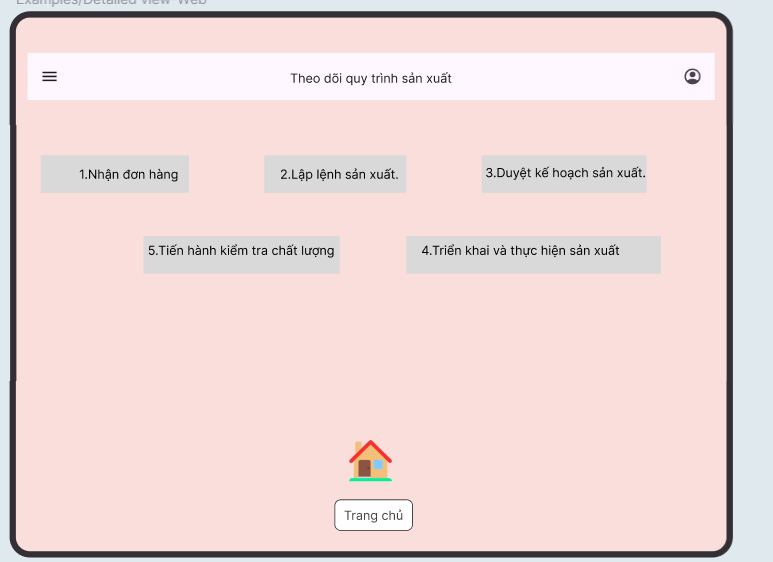 Examples/Detailed View-Web
Theo dõi quy trình sản xuất
1.Nhận đơn hàng
2.Lập lệnh sản xuất.
3.Duyệt kế hoạch sản xuất.
5.Tiến hành kiểm tra chất lượng
4.Triển khai và thực hiện sản xuất
Trang chủ